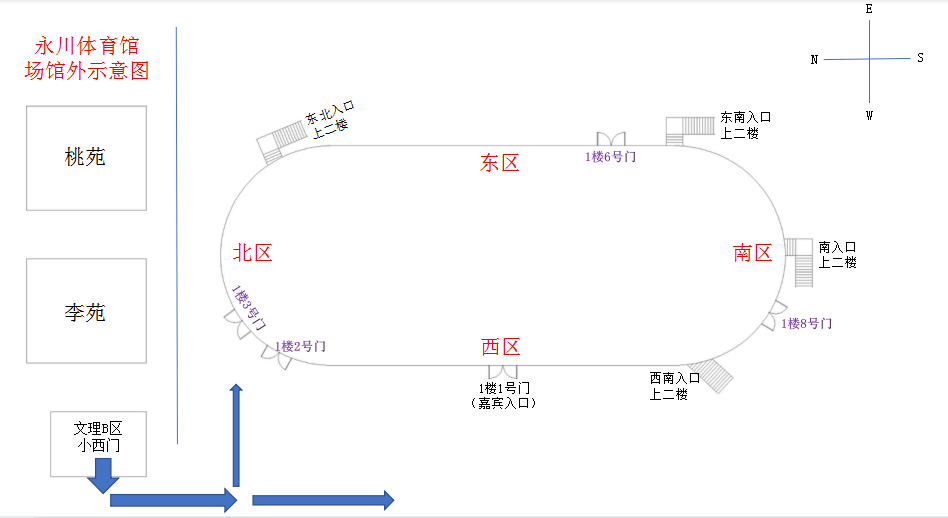 永川体育馆
场馆外示意图
E
N
S
W
东北入口
上二楼
东南入口
上二楼
1楼6号门
桃苑
东区
北区
南区
南入口
上二楼
李苑
1楼3号门
1楼8号门
1楼2号门
西区
1楼1号门
（嘉宾入口）
西南入口
上二楼
文理B区
小西门